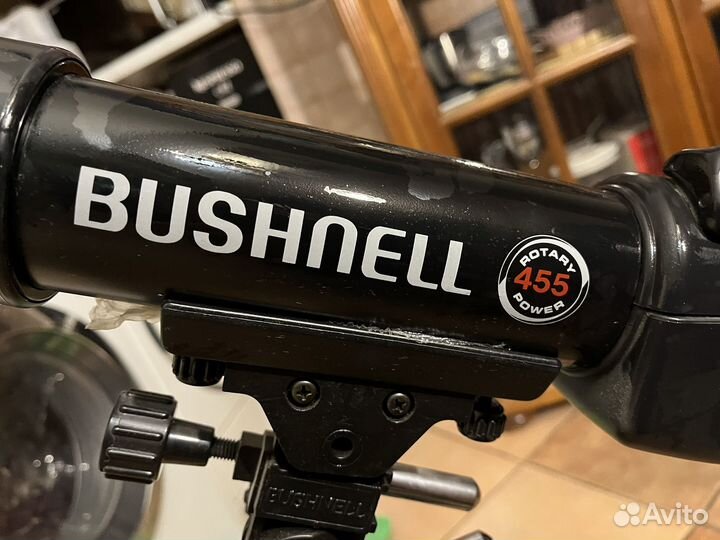 BUSHNELL
ROTARY
455
POWER
BUSHNELL
Avito